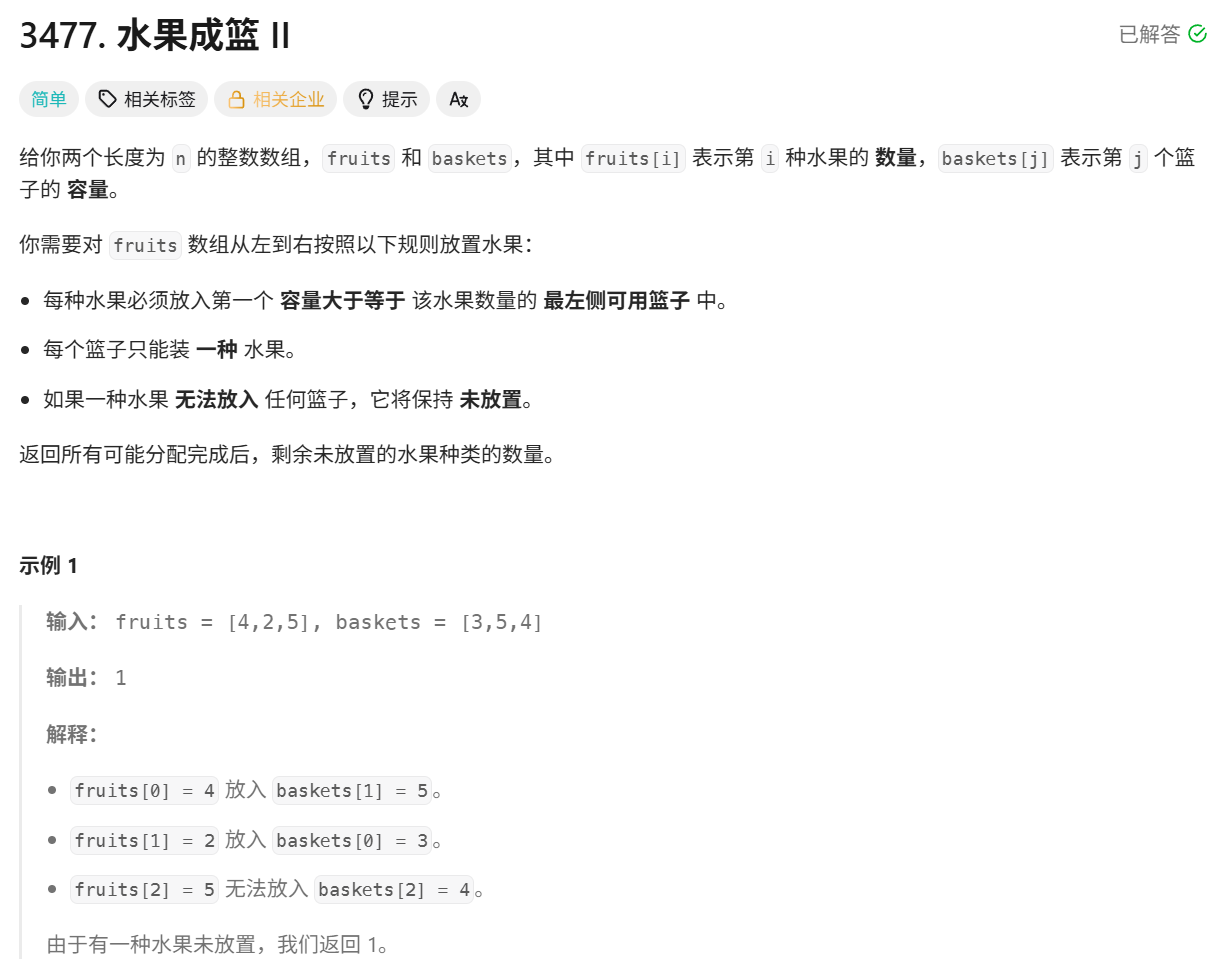 3477. 水果成篮 II
已解答
简单 相关标签 相关企业 提示
给你两个长度为 n 的整数数组，fruits 和 baskets，其中 fruits[i] 表示第 i 种水果的 数量，baskets[j] 表示第 j 个篮
子的 容量。
你需要对 fruits 数组从左到右按照以下规则放置水果：
• 每种水果必须放入第一个 容量大于等于 该水果数量的 最左侧可用篮子 中。
• 每个篮子只能装 一种 水果。
• 如果一种水果 无法放入 任何篮子，它将保持 未放置。
返回所有可能分配完成后，剩余未放置的水果种类的数量。
示例 1
输入： fruits = [4,2,5], baskets = [3,5,4]
输出： 1
解释：
• fruits[0] = 4 放入 baskets[1] = 5。
• fruits[1] = 2 放入 baskets[0] = 3。
• fruits[2] = 5 无法放入 baskets[2] = 4。
由于有一种水果未放置，我们返回 1。